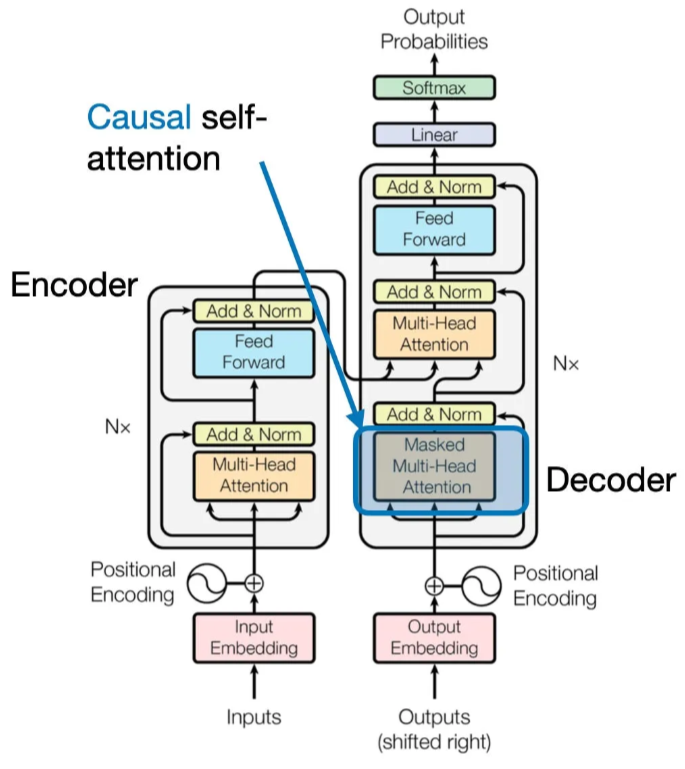 Output
Probabilities
Softmax
Causal self-
attention
Linear
Add & Norm
Feed
Forward
Encoder
Add & Norm
Add & Norm
Multi-Head
Attention
Feed
Forward
N×
N×
Add & Norm
Add & Norm
Masked
Multi-Head
Attention
Multi-Head
Attention
Decoder
Positional
Encoding
Positional
Encoding
Input
Embedding
Output
Embedding
Inputs
Outputs
(shifted right)